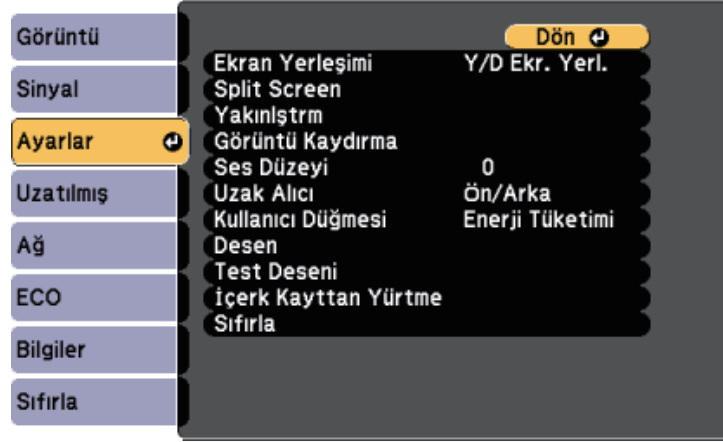 Görüntü
Sinyal
Ayarlar
Uzatılmış
Ağ
ECO
Bilgiler
Sıfırla
Dön
Ekran Yerleşimi Y/D Ekr. Yerl.
Split Screen
Yakınlştrm
Görüntü Kaydırma
Ses Düzeyi 0
Uzak Alıcı Ön/Arka
Kullanıcı Düğmesi Enerji Tüketimi
Desen
Test Deseni
İçerk Kayttan Yürtme
Sıfırla